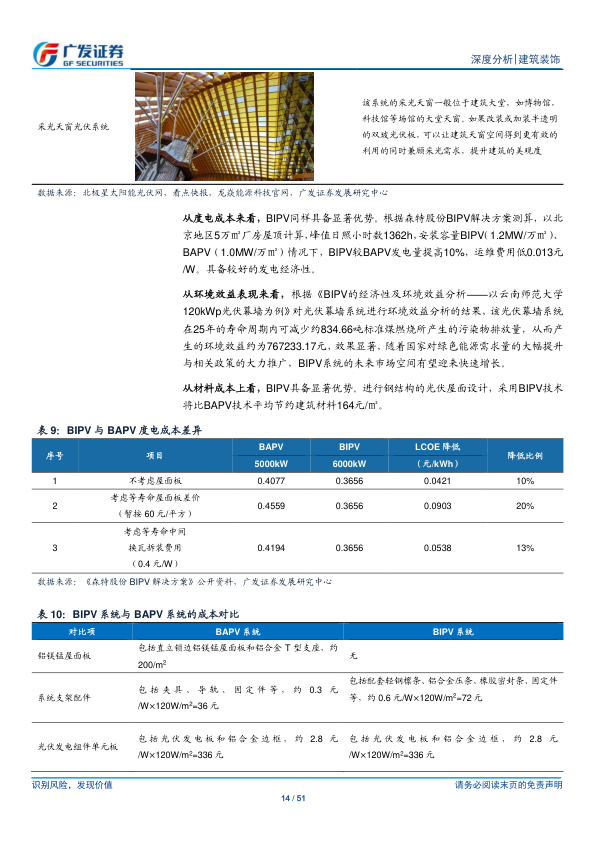 广发证券
GF SECURITIES
深度分析|建筑装饰
采光天窗光伏系统
该系统的采光天窗一般位于建筑大堂，如博物馆，
科技馆等场馆的大堂天窗。如果改装成加装半透明
的双玻光伏板，可以让建筑天窗空间得到更有效的
利用的同时兼顾采光需求，提升建筑的美观度
数据来源：北极星太阳能光伏网，看点快报，龙焱能源科技官网，广发证券发展研究中心
从度电成本来看，BIPV同样具备显著优势。根据森特股份BIPV解决方案测算，以北
京地区5万㎡厂房屋顶计算，峰值日照小时数1362h，安装容量BIPV（1.2MW/万㎡）、
BAPV（1.0MW/万㎡）情况下，BIPV较BAPV发电量提高10%，运维费用低0.013元
/W。具备较好的发电经济性。
从环境效益表现来看，根据《BIPV的经济性及环境效益分析——以云南师范大学
120kWp光伏幕墙为例》对光伏幕墙系统进行环境效益分析的结果，该光伏幕墙系统
在25年的寿命周期内可减少约834.66吨标准煤燃烧所产生的污染物排放量，从而产
生的环境效益约为767233.17元，效果显著，随着国家对绿色能源需求量的大幅提升
与相关政策的大力推广，BIPV系统的未来市场空间有望迎来快速增长。
从材料成本上看，BIPV具备显著优势。进行钢结构的光伏屋面设计，采用BIPV技术
将比BAPV技术平均节约建筑材料164元/㎡。
表 9：BIPV 与 BAPV 度电成本差异
序号 项目 BAPV BIPV LCOE 降低 降低比例
5000kW 6000kW （元/kWh）
1 不考虑屋面板 0.4077 0.3656 0.0421 10%
2 考虑等寿命屋面板差价（暂按 60 元/平方） 0.4559 0.3656 0.0903 20%
3 考虑等寿命中间换瓦拆装费用（0.4 元/W） 0.4194 0.3656 0.0538 13%
数据来源：《森特股份 BIPV 解决方案》公开资料，广发证券发展研究中心
表 10：BIPV 系统与 BAPV 系统的成本对比
对比项 BAPV 系统 BIPV 系统
铝镁锰屋面板 包括直立锁边铝镁锰屋面板和铝合金 T 型支座，约 200/m² 无
系统支架配件 包括夹具、导轨、固定件等，约 0.3 元/W×120W/m²=36 元 包括配套轻钢檩条、铝合金压条、橡胶密封条、固定件等，约 0.6 元/W×120W/m²=72 元
光伏发电组件单元板 包括光伏发电板和铝合金边框，约 2.8 元/W×120W/m²=336 元 包括光伏发电板和铝合金边框，约 2.8 元/W×120W/m²=336 元
识别风险，发现价值
请务必阅读末页的免责声明
14 / 51